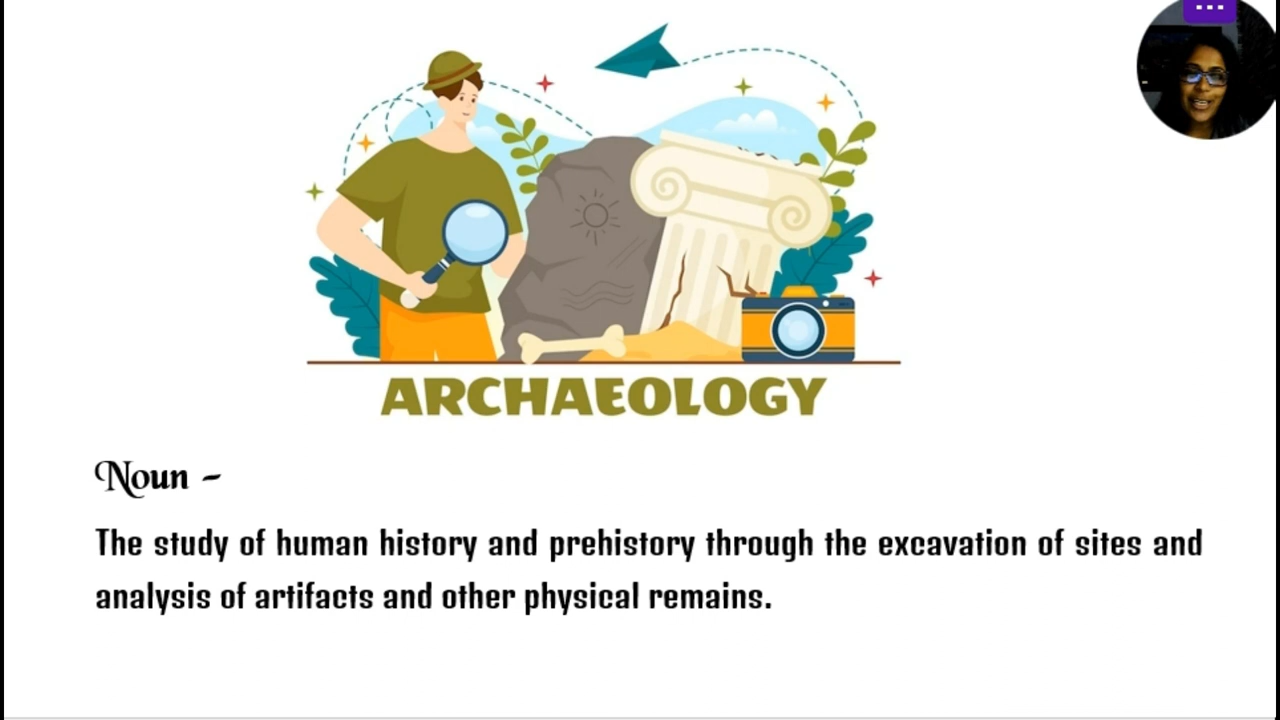 ARCHAEOLOGY
Noun -
The study of human history and prehistory through the excavation of sites and
analysis of artifacts and other physical remains.